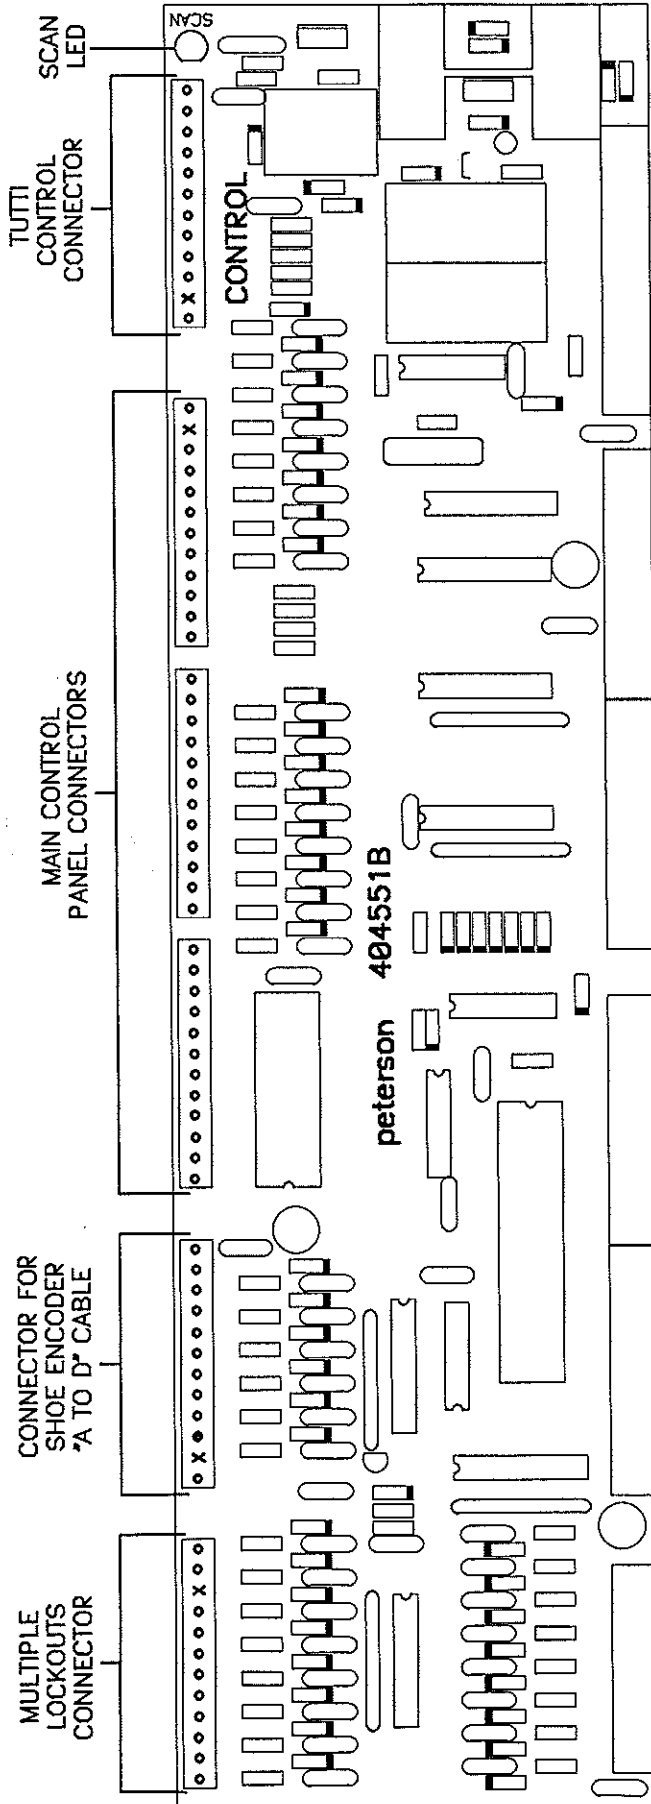 SCAN
LED
SCAN
TUTTI
CONTROL
CONNECTOR
CONTROL
MAIN CONTROL
PANEL CONNECTORS
404551B
peterson
CONNECTOR FOR
SHOE ENCODER
"A TO D" CABLE
MULTIPLE
LOCKOUTS
CONNECTOR